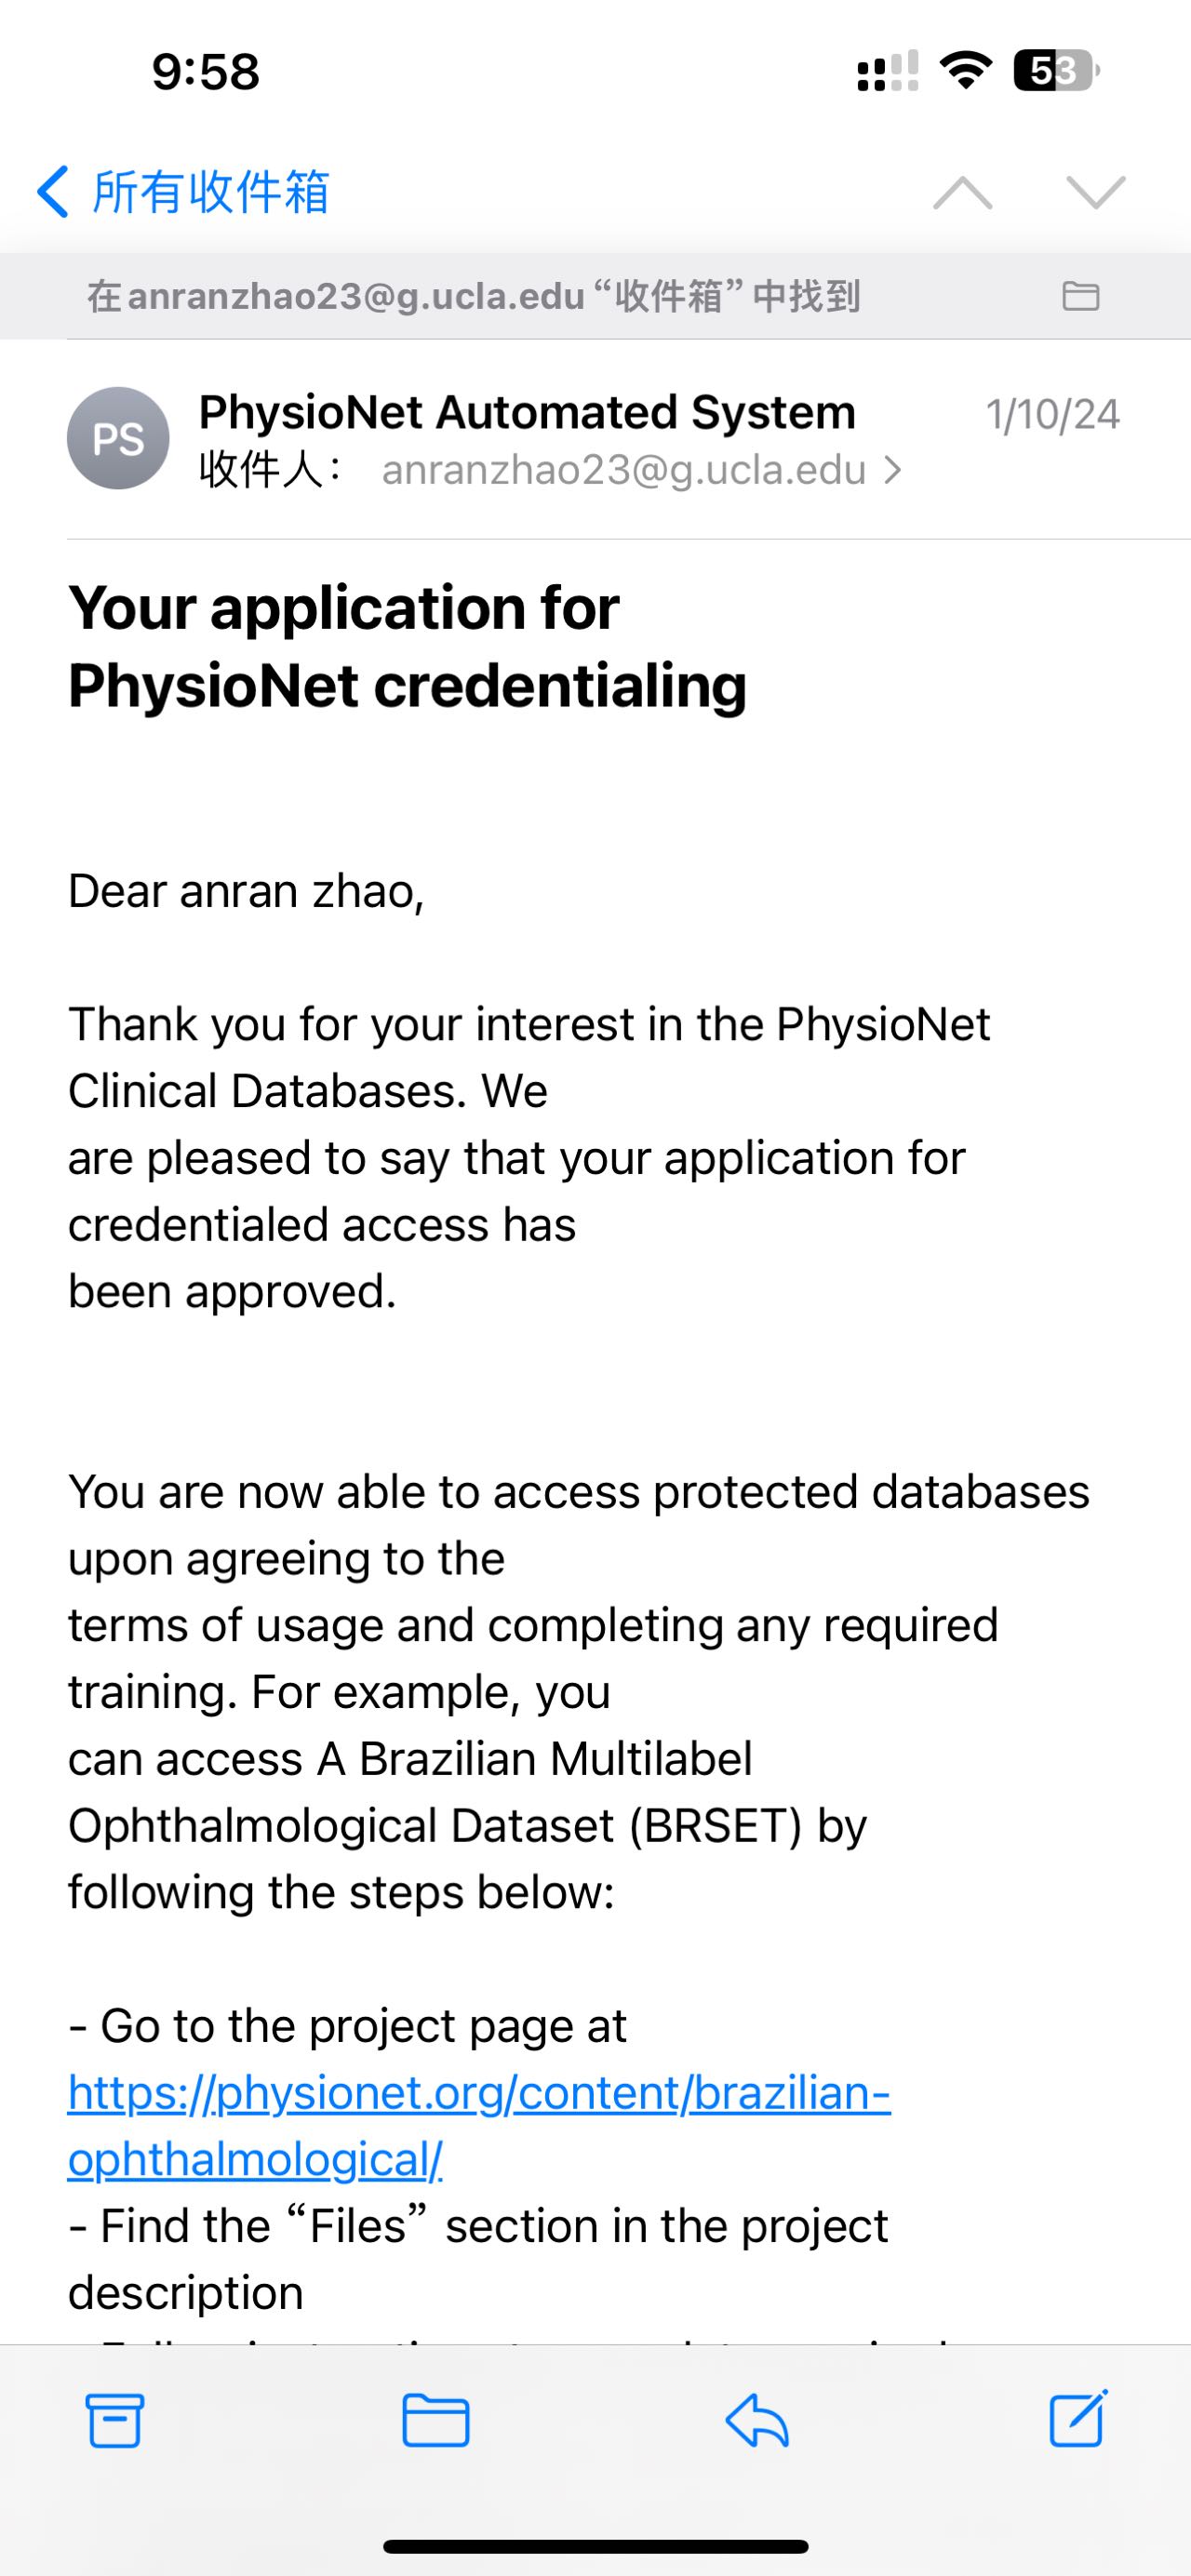 9:58
53
所有收件箱
在anranzhao23@g.ucla.edu“收件箱”中找到
PS
PhysioNet Automated System
1/10/24
收件人： anranzhao23@g.ucla.edu
Your application for
PhysioNet credentialing
Dear anran zhao,
Thank you for your interest in the PhysioNet
Clinical Databases. We
are pleased to say that your application for
credentialed access has
been approved.
You are now able to access protected databases
upon agreeing to the
terms of usage and completing any required
training. For example, you
can access A Brazilian Multilabel
Ophthalmological Dataset (BRSET) by
following the steps below:
- Go to the project page at
https://physionet.org/content/brazilian-
ophthalmological/
- Find the “Files” section in the project
description